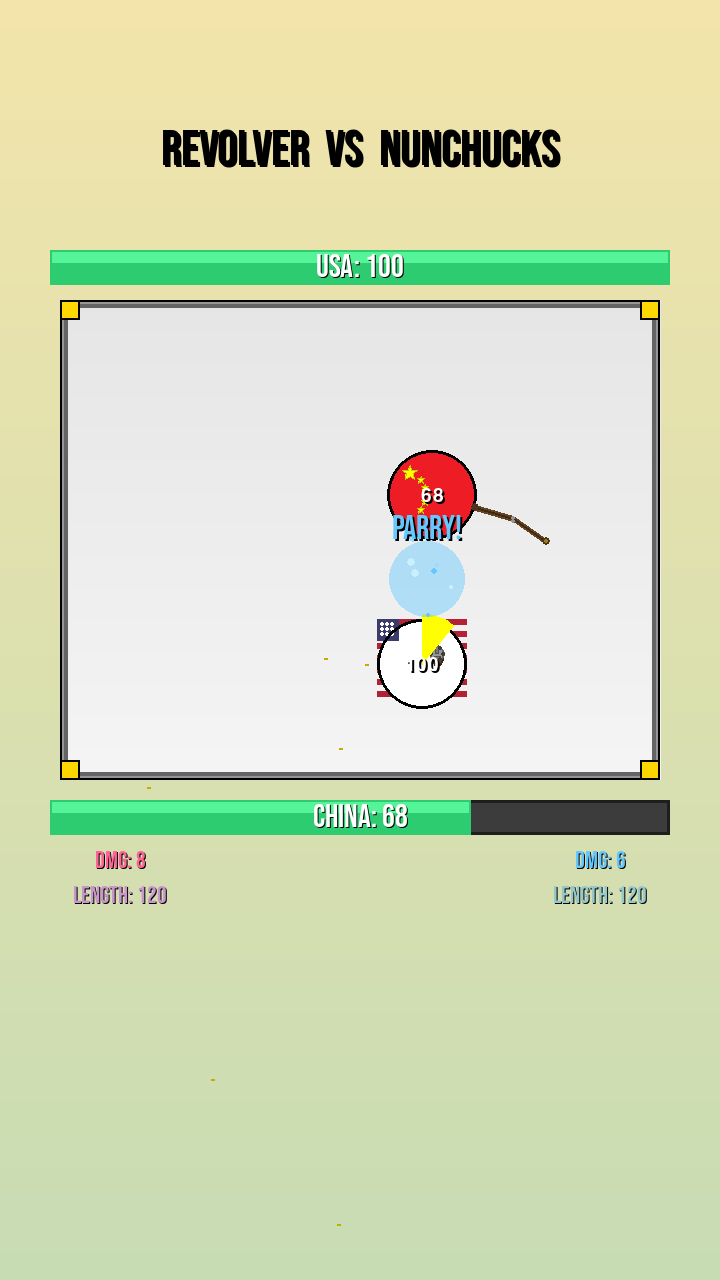 REVOLVER VS NUNCHUCKS
USA: 100
68
PARRY!
100
CHINA: 68
DMG: 8
DMG: 6
LENGTH: 120
LENGTH: 120